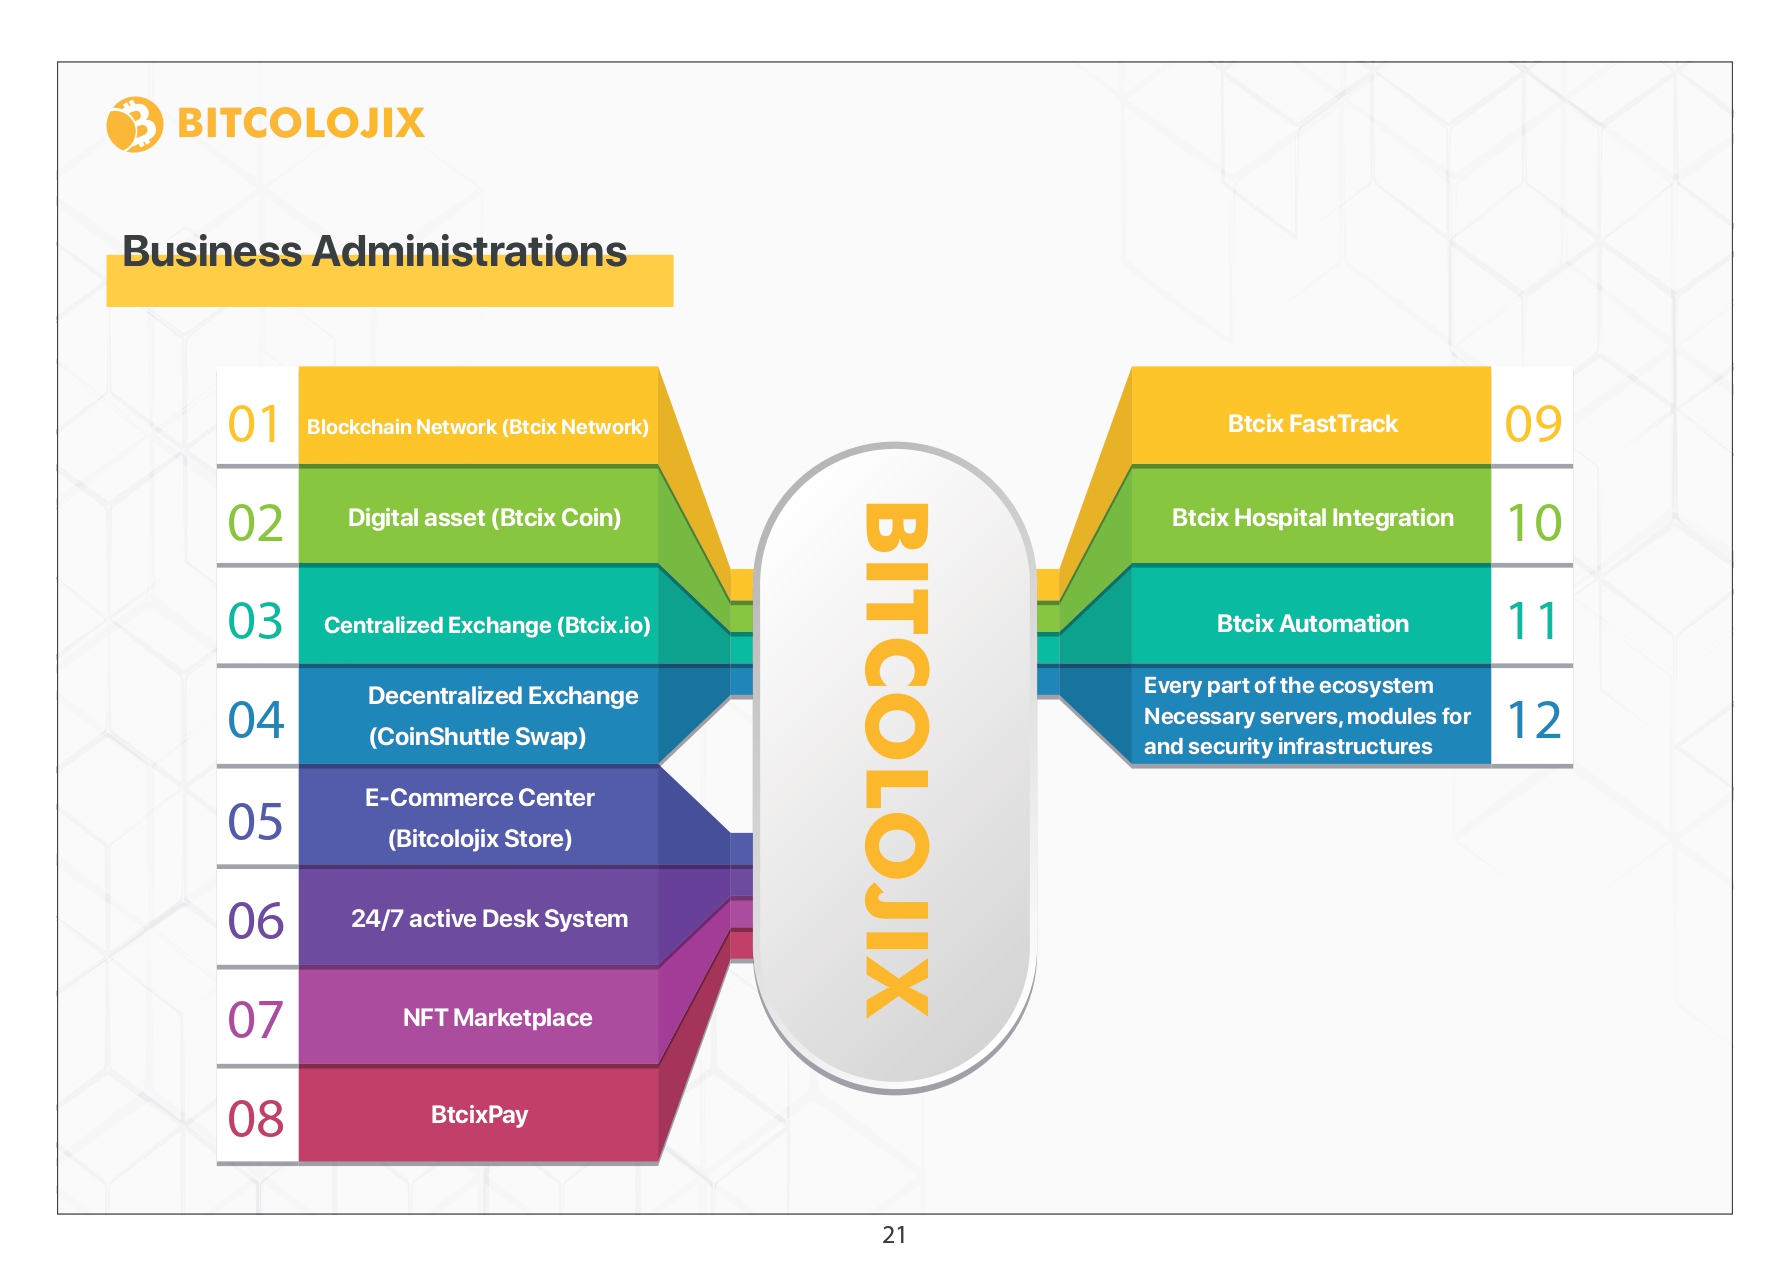 BITCOLOJIX
Business Administrations
01
Blockchain Network (Btcix Network)
02
Digital asset (Btcix Coin)
03
Centralized Exchange (Btcix.io)
04
Decentralized Exchange
(CoinShuttle Swap)
05
E-Commerce Center
(Bitcolojix Store)
06
24/7 active Desk System
07
NFT Marketplace
08
BtcixPay
BITCOLOJIX
Btcix FastTrack
09
Btcix Hospital Integration
10
Btcix Automation
11
Every part of the ecosystem
Necessary servers, modules for
and security infrastructures
12
21